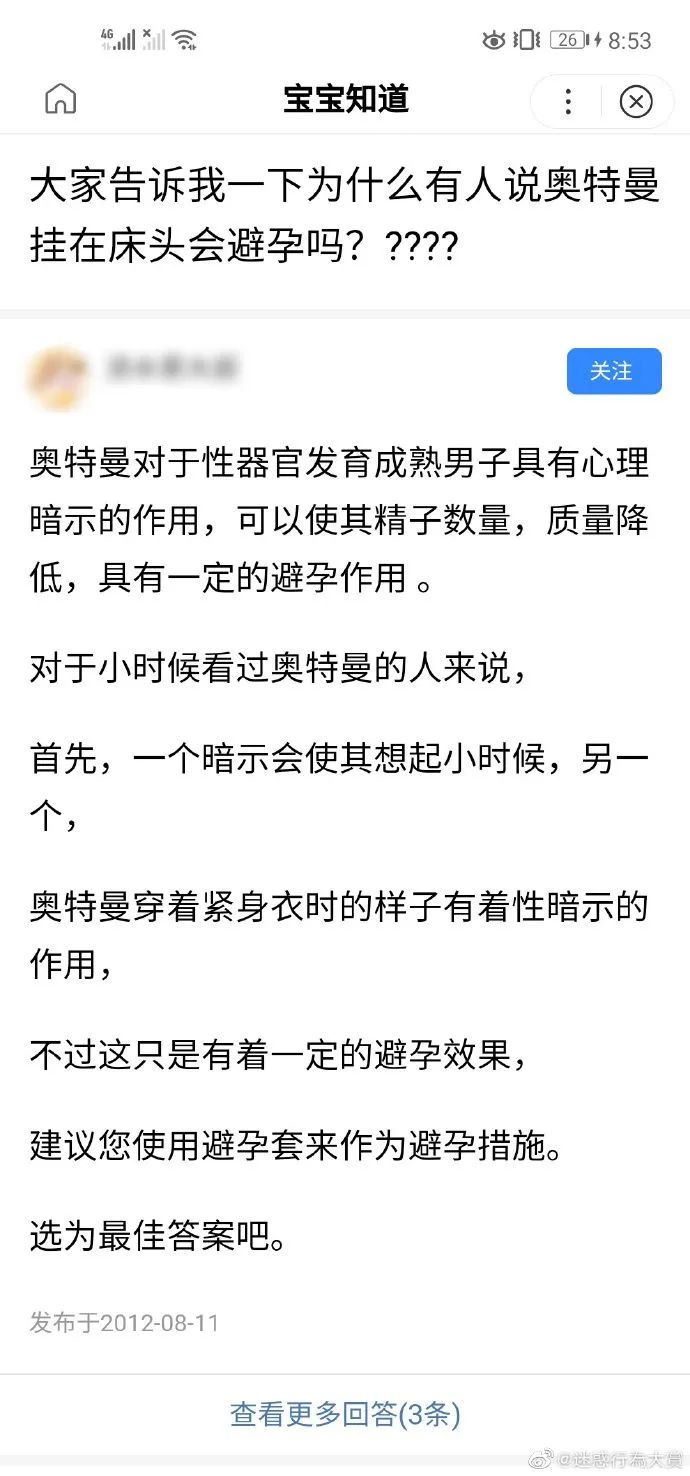 4G
26
8:53
宝宝知道
大家告诉我一下为什么有人说奥特曼
挂在床头会避孕吗？????
关注
奥特曼对于性器官发育成熟男子具有心理
暗示的作用，可以使其精子数量，质量降
低，具有一定的避孕作用 。
对于小时候看过奥特曼的人来说，
首先，一个暗示会使其想起小时候，另一
个，
奥特曼穿着紧身衣时的样子有着性暗示的
作用，
不过这只是有着一定的避孕效果，
建议您使用避孕套来作为避孕措施。
选为最佳答案吧。
发布于2012-08-11
查看更多回答(3条)
@迷惑行為大賞